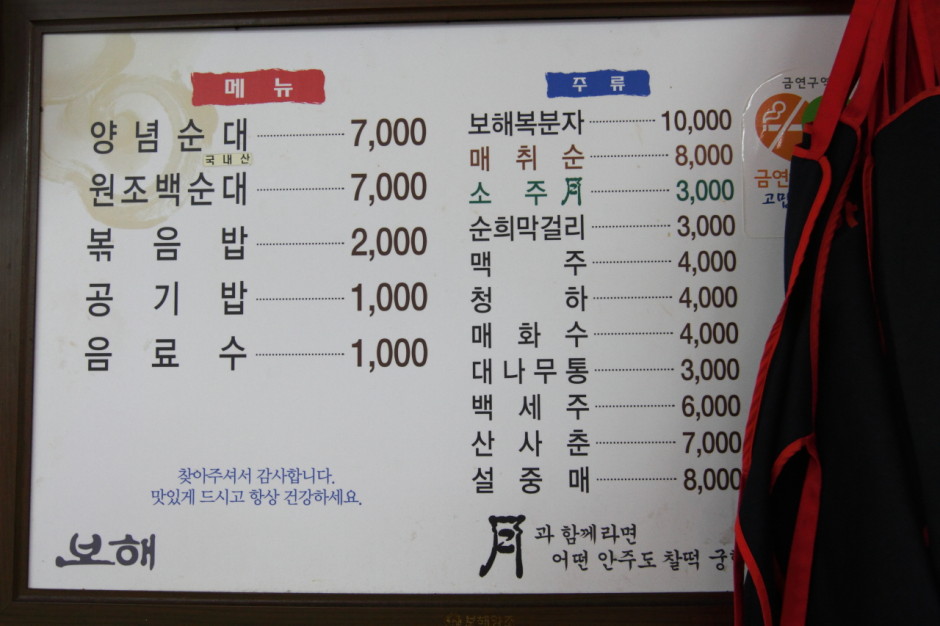 메뉴
양념순대 7,000
국내산
원조백순대 7,000
볶음밥 2,000
공기밥 1,000
음료수 1,000
찾아주셔서 감사합니다.
맛있게 드시고 항상 건강하세요.
보해
주류
보해복분자 10,000
매취순 8,000
소주月 3,000
순희막걸리 3,000
맥주 4,000
청하 4,000
매화수 4,000
대나무통 3,000
백세주 6,000
산사춘 7,000
설중매 8,000
月과 함께라면
어떤 안주도 찰떡 궁
금연구역
금연
고맙
보해양조